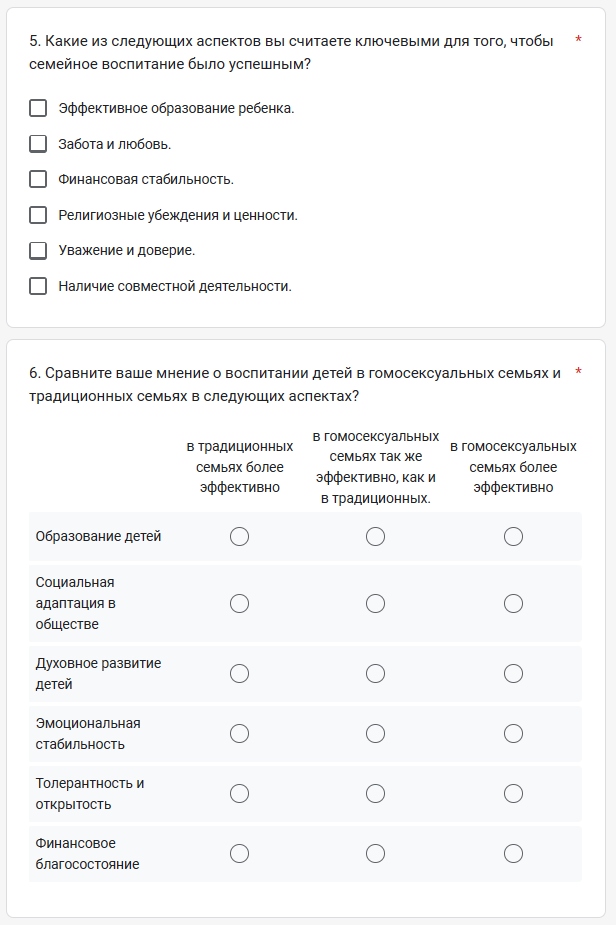 5. Какие из следующих аспектов вы считаете ключевыми для того, чтобы *
семейное воспитание было успешным?
Эффективное образование ребенка.
Забота и любовь.
Финансовая стабильность.
Религиозные убеждения и ценности.
Уважение и доверие.
Наличие совместной деятельности.
6. Сравните ваше мнение о воспитании детей в гомосексуальных семьях и *
традиционных семьях в следующих аспектах?
в традиционных
семьях более
эффективно
в гомосексуальных
семьях так же
эффективно, как и
в традиционных.
в гомосексуальных
семьях более
эффективно
Образование детей
Социальная
адаптация в
обществе
Духовное развитие
детей
Эмоциональная
стабильность
Толерантность и
открытость
Финансовое
благосостояние